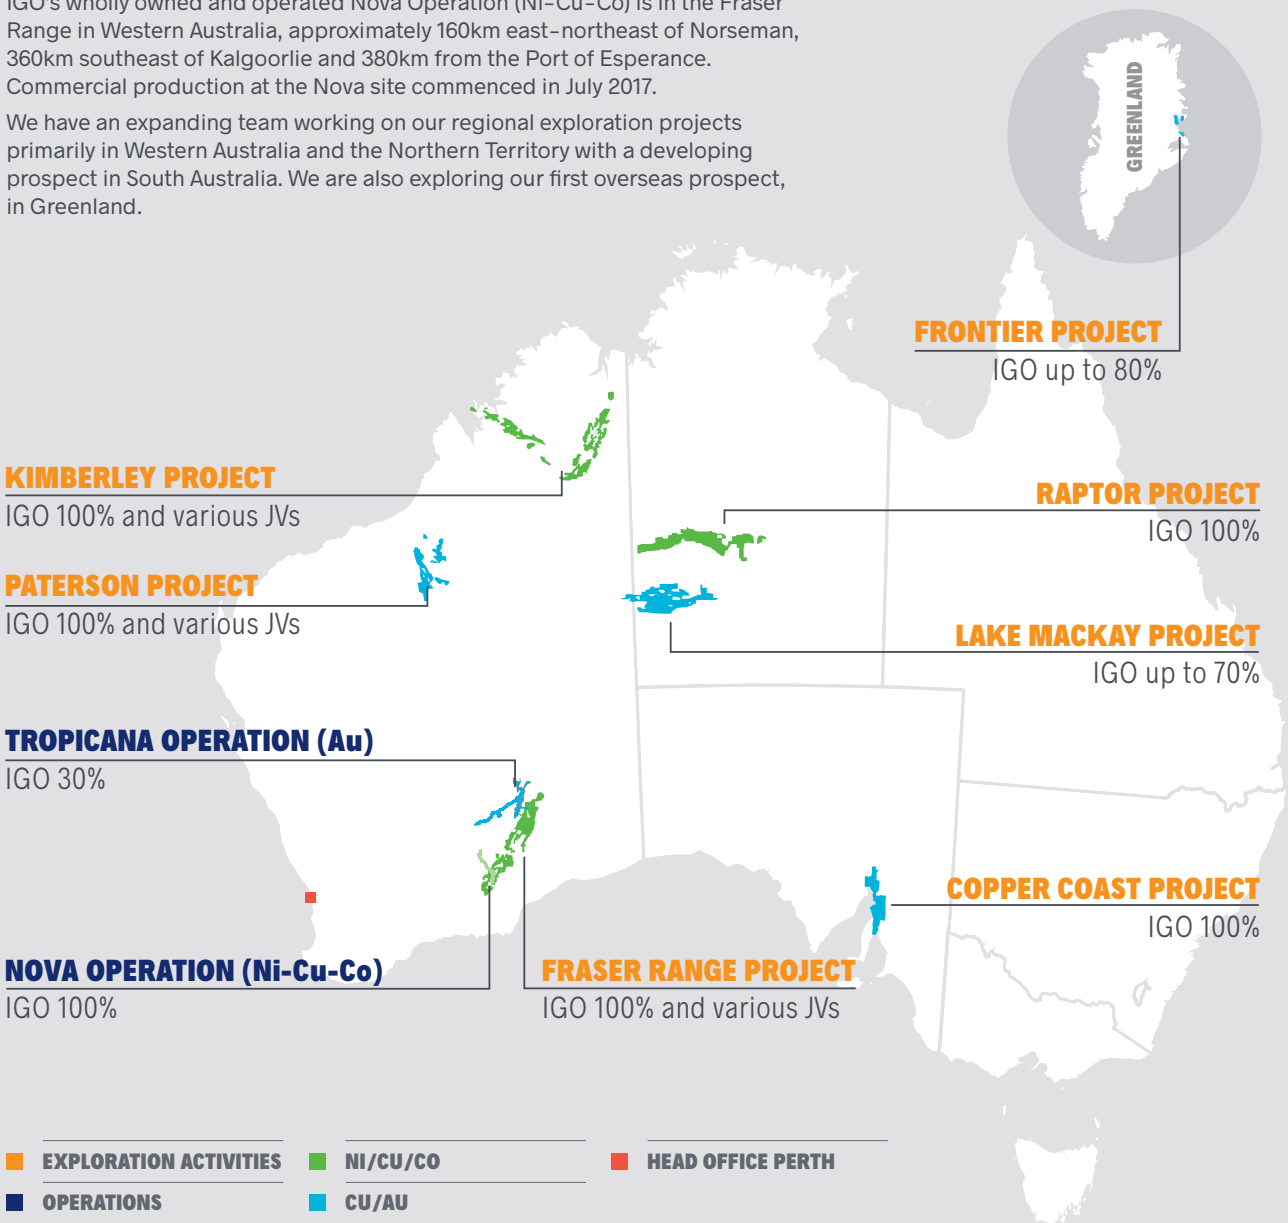 IGO's wholly owned and operated Nova Operation (Ni-Cu-Co) is in the Fraser
Range in Western Australia, approximately 160km east-northeast of Norseman,
360km southeast of Kalgoorlie and 380km from the Port of Esperance.
Commercial production at the Nova site commenced in July 2017.
We have an expanding team working on our regional exploration projects
primarily in Western Australia and the Northern Territory with a developing
prospect in South Australia. We are also exploring our first overseas prospect,
in Greenland.
GREENLAND
FRONTIER PROJECT
IGO up to 80%
KIMBERLEY PROJECT
IGO 100% and various JVs
RAPTOR PROJECT
IGO 100%
PATERSON PROJECT
IGO 100% and various JVs
LAKE MACKAY PROJECT
IGO up to 70%
TROPICANA OPERATION (Au)
IGO 30%
COPPER COAST PROJECT
IGO 100%
NOVA OPERATION (Ni-Cu-Co)
IGO 100%
FRASER RANGE PROJECT
IGO 100% and various JVs
EXPLORATION ACTIVITIES
NI/CU/CO
HEAD OFFICE PERTH
OPERATIONS
CU/AU